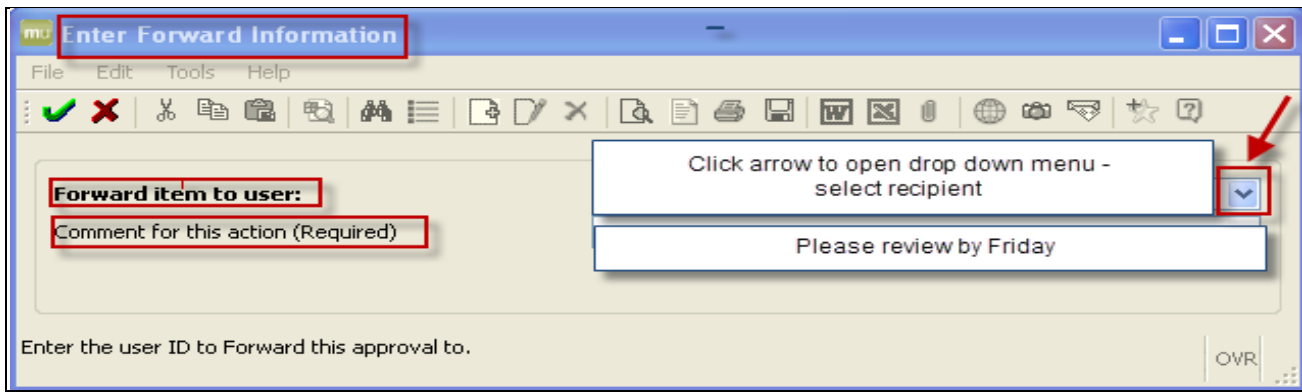 mu Enter Forward Information
File Edit Tools Help
Click arrow to open drop down menu -
select recipient
Forward item to user:
Comment for this action (Required)
Please review by Friday
Enter the user ID to Forward this approval to.
OVR